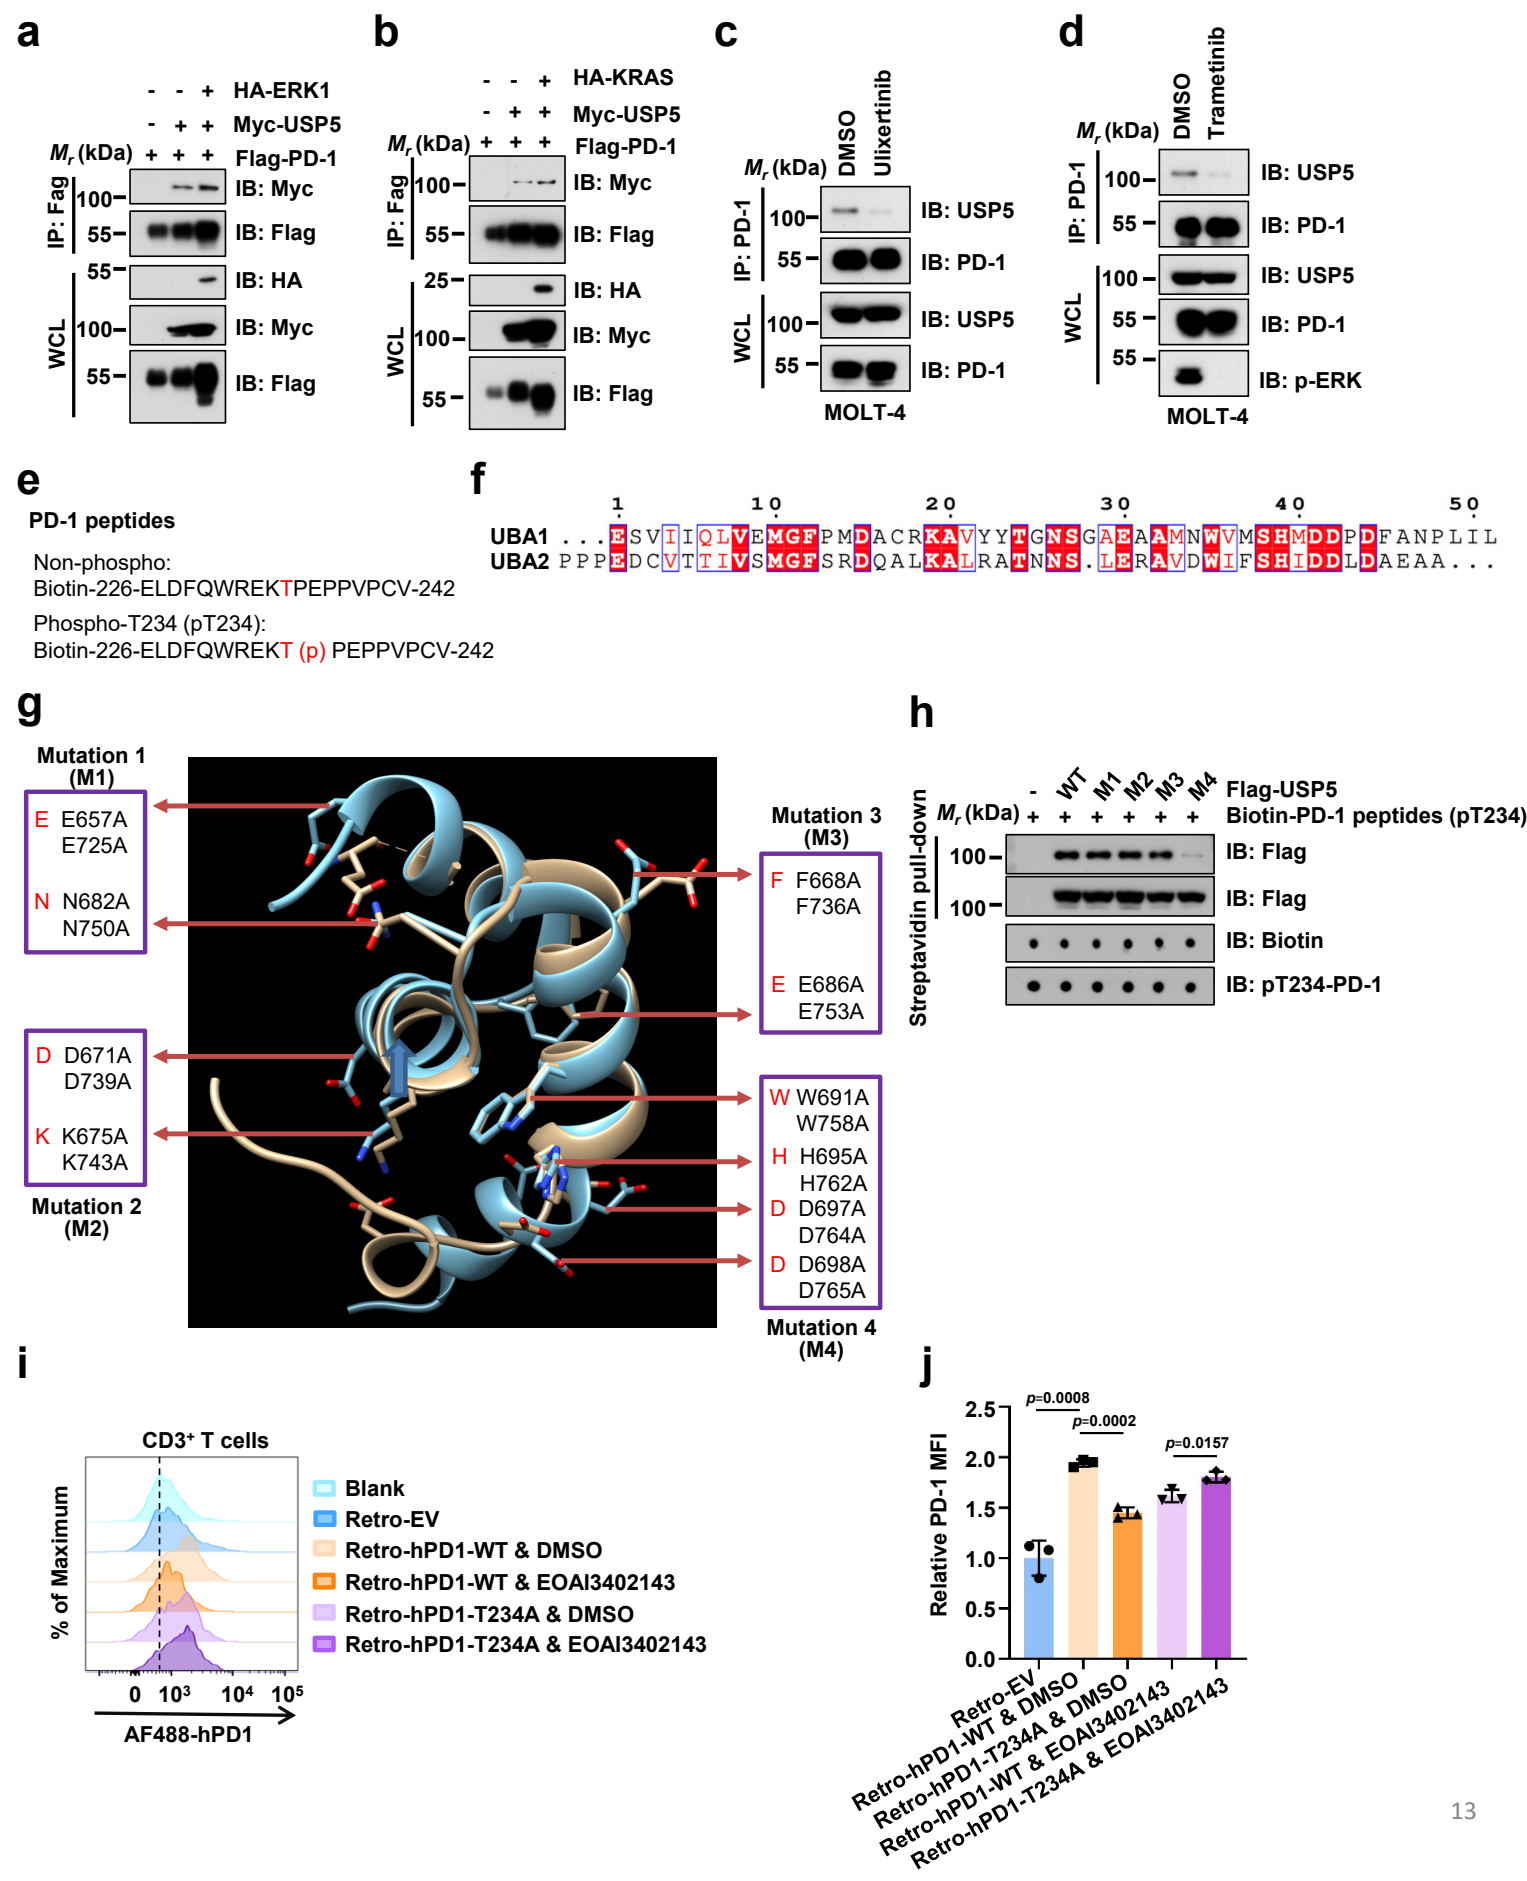 a
- - + HA-ERK1
- + + Myc-USP5
Mr (kDa) + + + Flag-PD-1
IP: Fag
100 IB: Myc
55 IB: Flag
WCL
55 IB: HA
100 IB: Myc
55 IB: Flag
b
- - + HA-KRAS
- + + Myc-USP5
Mr (kDa) + + + Flag-PD-1
IP: Fag
100 IB: Myc
55 IB: Flag
WCL
25 IB: HA
100 IB: Myc
55 IB: Flag
c
DMSO
Ulixertinib
Mr (kDa)
IP: PD-1
100 IB: USP5
55 IB: PD-1
WCL
100 IB: USP5
55 IB: PD-1
MOLT-4
d
DMSO
Trametinib
Mr (kDa)
IP: PD-1
100 IB: USP5
55 IB: PD-1
WCL
100 IB: USP5
55 IB: PD-1
55 IB: p-ERK
MOLT-4
e
PD-1 peptides
Non-phospho:
Biotin-226-ELDFQWREKTPEPPVPCV-242
Phospho-T234 (pT234):
Biotin-226-ELDFQWREKT (p) PEPPVPCV-242
f
1 10 20 30 40 50
UBA1 ...ESVIIQLVEMGFPMDACRKAVYYTGNSGAEAAMNWVMSHMDDPDFANPLIL
UBA2 PPPEDCVTTIVSMGFSRDQALKALRATNNS.LERAVDWIFSHIDDLDAEAA...
g
Mutation 1
(M1)
E E657A
E725A
N N682A
N750A
D D671A
D739A
K K675A
K743A
Mutation 2
(M2)
Mutation 3
(M3)
F F668A
F736A
E E686A
E753A
W W691A
W758A
H H695A
H762A
D D697A
D764A
D D698A
D765A
Mutation 4
(M4)
h
- WT M1 M2 M3 M4 Flag-USP5
Mr (kDa) + + + + + + Biotin-PD-1 peptides (pT234)
Streptavidin pull-down
100 IB: Flag
100 IB: Flag
IB: Biotin
IB: pT234-PD-1
i
CD3+ T cells
% of Maximum
0 10³ 10⁴ 10⁵
AF488-hPD1
Blank
Retro-EV
Retro-hPD1-WT & DMSO
Retro-hPD1-WT & EOAI3402143
Retro-hPD1-T234A & DMSO
Retro-hPD1-T234A & EOAI3402143
j
Relative PD-1 MFI
2.5
2.0
1.5
1.0
0.5
0.0
p=0.0008
p=0.0002
p=0.0157
Retro-EV
Retro-hPD1-WT & DMSO
Retro-hPD1-T234A & DMSO
Retro-hPD1-WT & EOAI3402143
Retro-hPD1-T234A & EOAI3402143
13